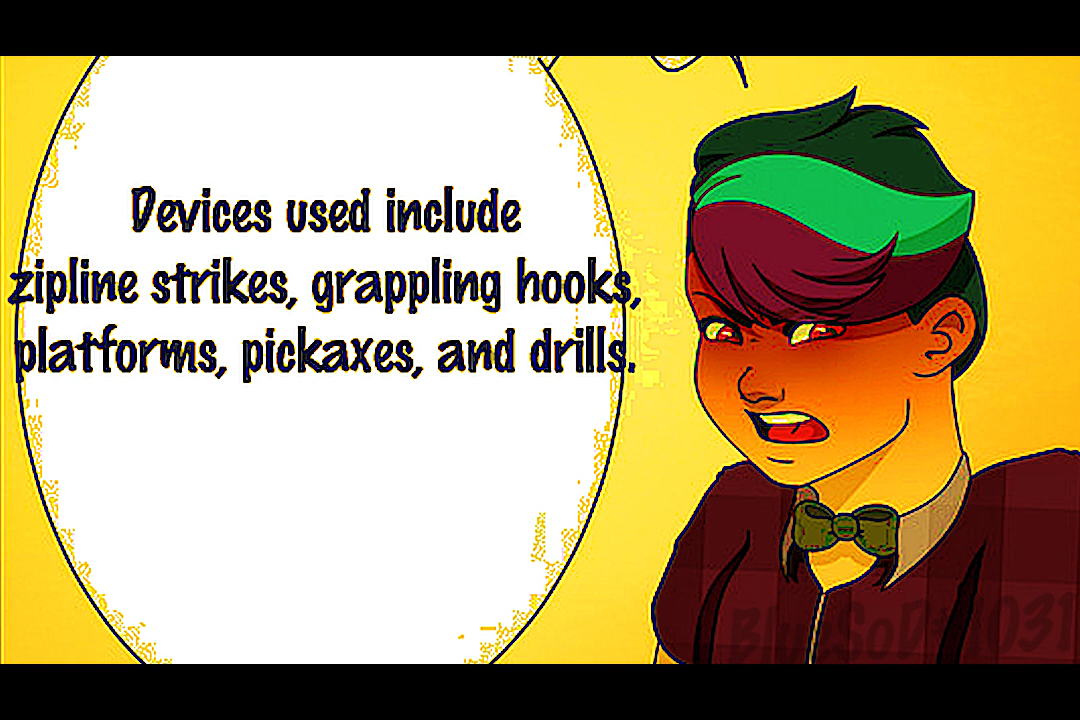 Devices used include
zipline strikes, grappling hooks,
platforms, pickaxes, and drills.